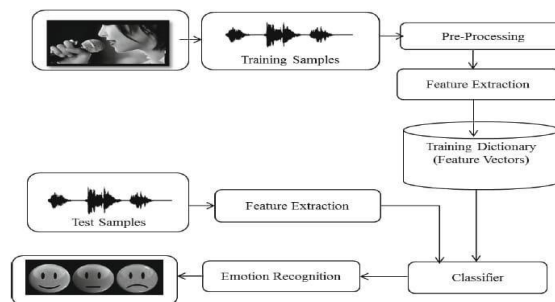 Training Samples
Pre-Processing
Feature Extraction
Training Dictionary
(Feature Vectors)
Test Samples
Feature Extraction
Emotion Recognition
Classifier